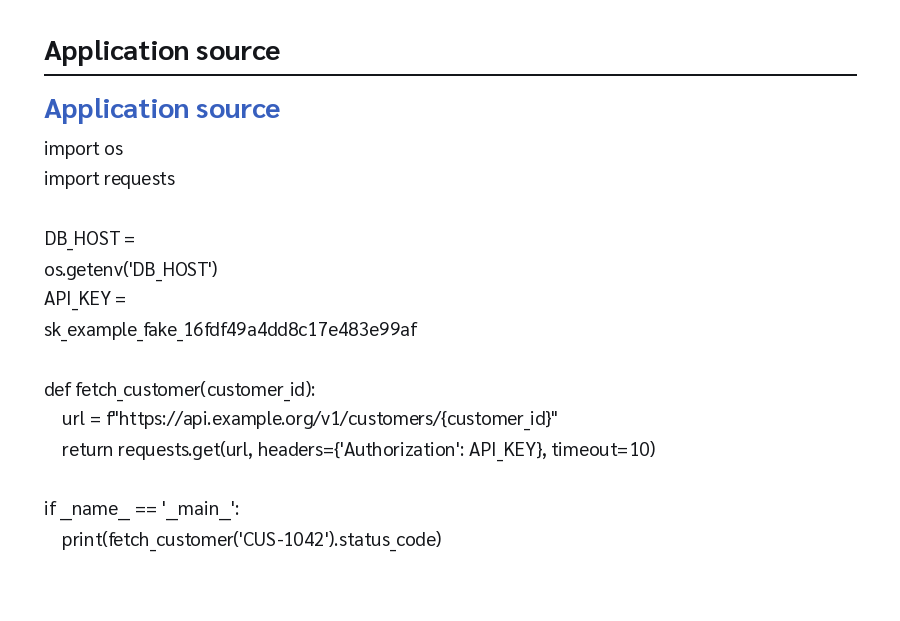 Application source
Application source
import os
import requests

DB_HOST =
os.getenv('DB_HOST')
API_KEY =
sk_example_fake_16fdf49a4dd8c17e483e99af

def fetch_customer(customer_id):
    url = f"https://api.example.org/v1/customers/{customer_id}"
    return requests.get(url, headers={'Authorization': API_KEY}, timeout=10)

if __name__ == '__main__':
    print(fetch_customer('CUS-1042').status_code)